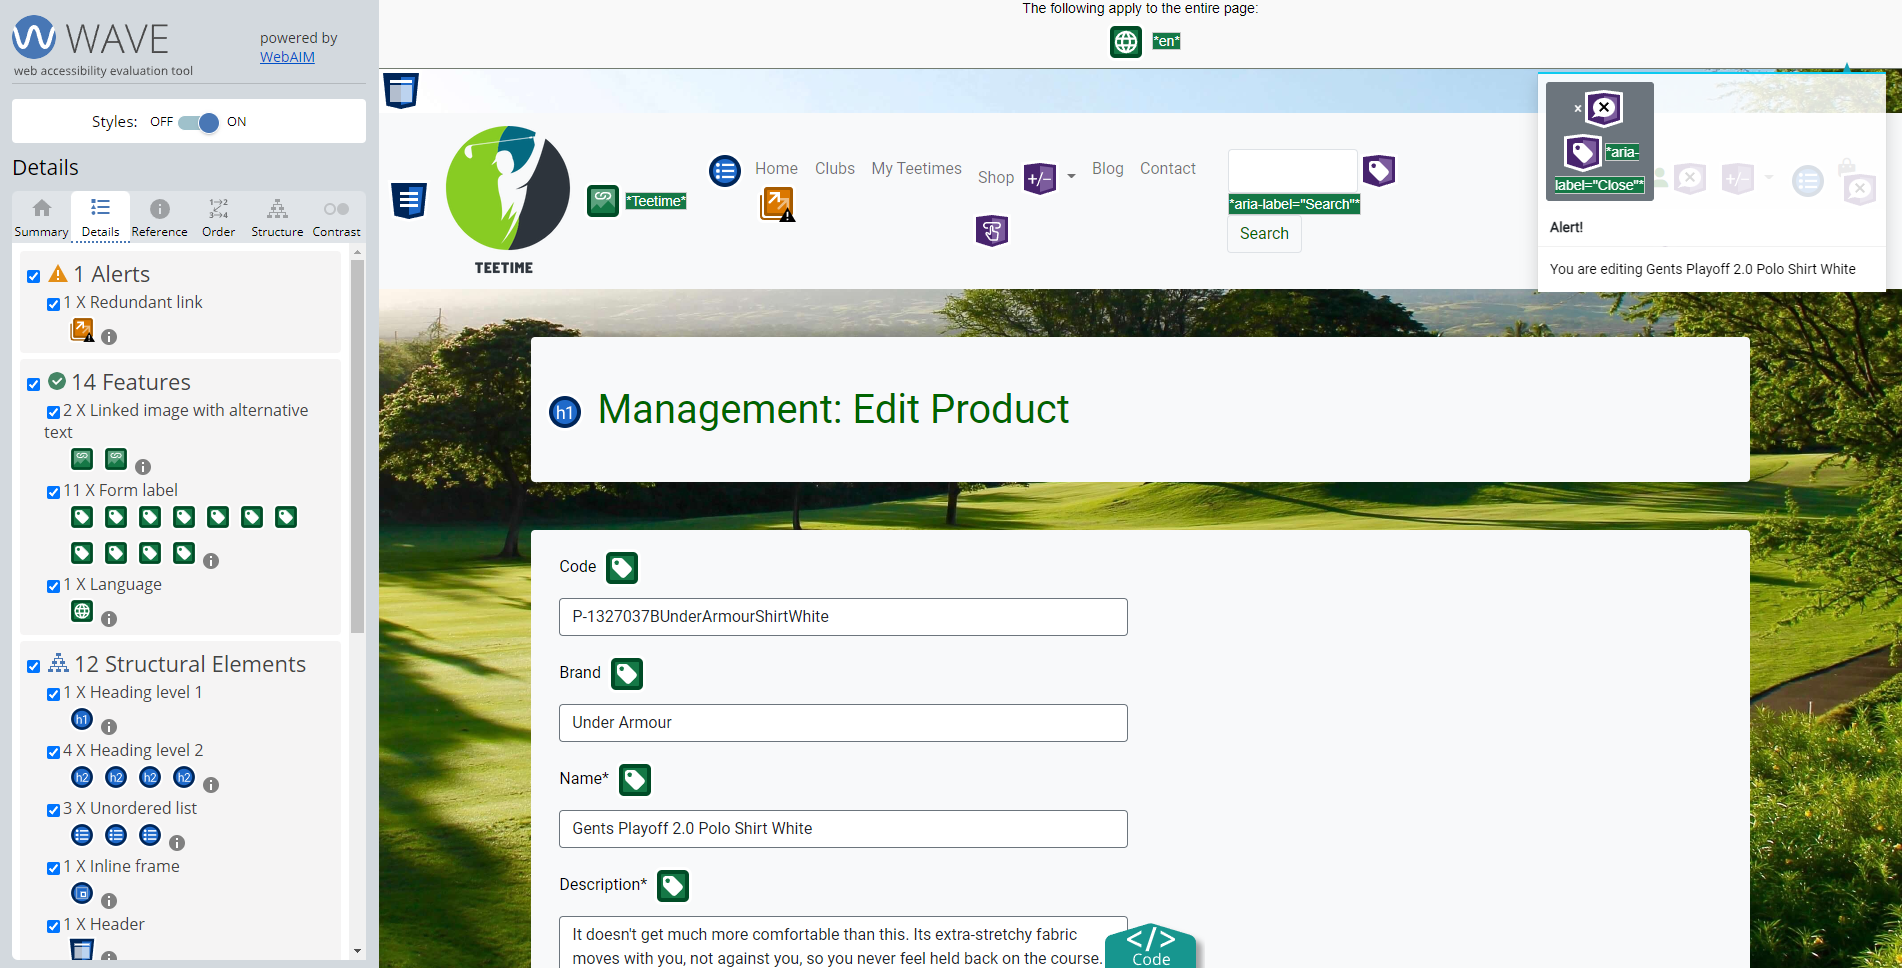 WAVE
web accessibility evaluation tool
powered by
WebAIM
Styles: OFF ON
Details
Summary Details Reference Order Structure Contrast
1 Alerts
1 X Redundant link
14 Features
2 X Linked image with alternative
text
11 X Form label
1 X Language
12 Structural Elements
1 X Heading level 1
h1
4 X Heading level 2
h2 h2 h2 h2
3 X Unordered list
1 X Inline frame
1 X Header
The following apply to the entire page:
*en*
TEETIME
*Teetime*
Home Clubs My Teetimes Shop +/- Blog Contact
*aria-label="Search"*
Search
×
*aria-
label="Close"*
+/-
Alert!
You are editing Gents Playoff 2.0 Polo Shirt White
h1 Management: Edit Product
Code
P-1327037BUnderArmourShirtWhite
Brand
Under Armour
Name*
Gents Playoff 2.0 Polo Shirt White
Description*
It doesn't get much more comfortable than this. Its extra-stretchy fabric
moves with you, not against you, so you never feel held back on the course.
</>
Code